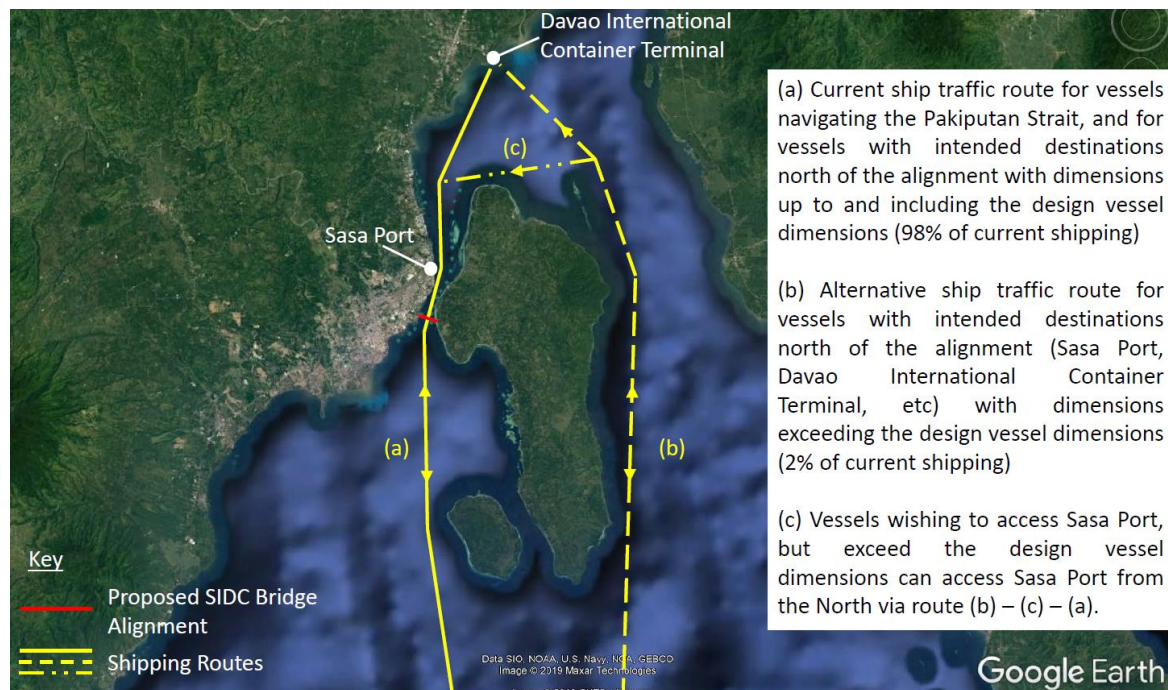 Davao International
Container Terminal
(c)
Sasa Port
(a)
(b)
(a) Current ship traffic route for vessels
navigating the Pakiputan Strait, and for
vessels with intended destinations
north of the alignment with dimensions
up to and including the design vessel
dimensions (98% of current shipping)
(b) Alternative ship traffic route for
vessels with intended destinations
north of the alignment (Sasa Port,
Davao International Container
Terminal, etc) with dimensions
exceeding the design vessel dimensions
(2% of current shipping)
(c) Vessels wishing to access Sasa Port,
but exceed the design vessel
dimensions can access Sasa Port from
the North via route (b) – (c) – (a).
Key
Proposed SIDC Bridge
Alignment
Shipping Routes
Data SIO, NOAA, U.S. Navy, NGA, GEBCO
Image © 2019 Maxar Technologies
Google Earth